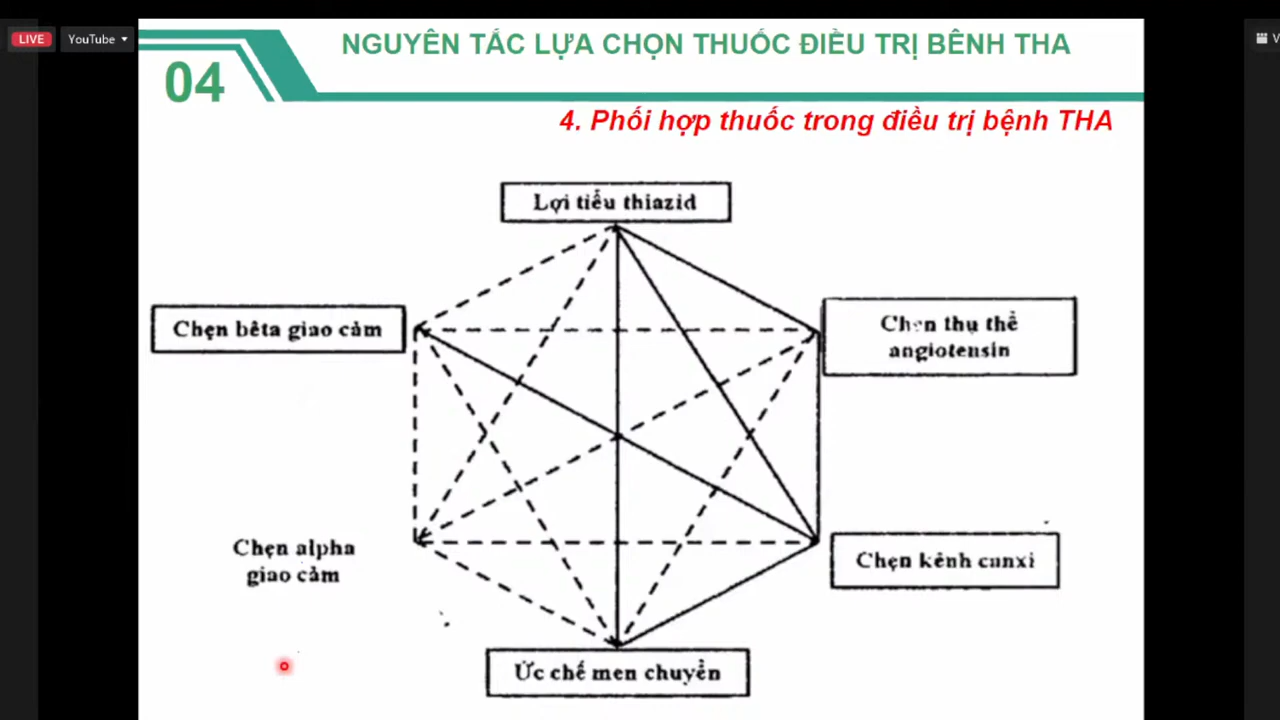 LIVE
YouTube
NGUYÊN TẮC LỰA CHỌN THUỐC ĐIỀU TRỊ BÊNH THA
04
4. Phối hợp thuốc trong điều trị bệnh THA
Lợi tiểu thiazid
Chẹn bêta giao cảm
Chẹn thụ thể
angiotensin
Chẹn alpha
giao cảm
Chẹn kênh canxi
Ức chế men chuyển